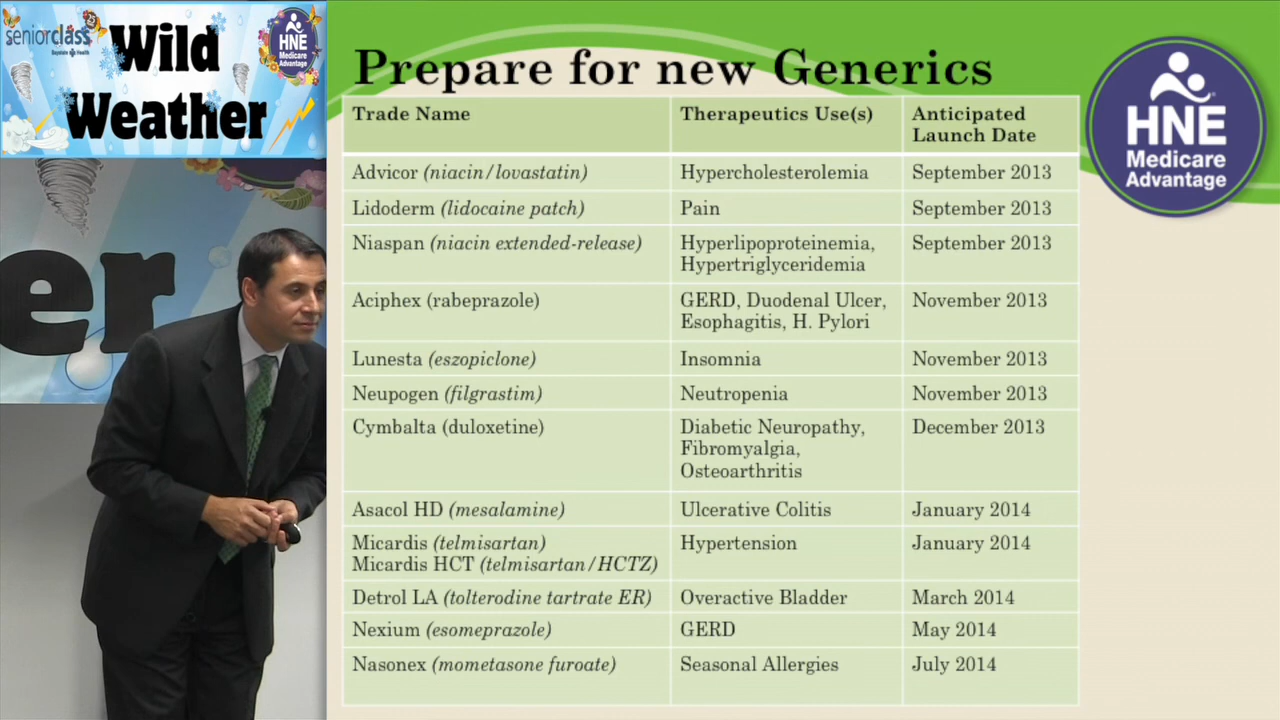 seniorclass
Baystate Health
Wild
Weather
HNE
Medicare
Advantage
er
Prepare for new Generics
Trade Name Therapeutics Use(s) Anticipated
Launch Date
Advicor (niacin/lovastatin) Hypercholesterolemia September 2013
Lidoderm (lidocaine patch) Pain September 2013
Niaspan (niacin extended-release) Hyperlipoproteinemia, September 2013
Hypertriglyceridemia
Aciphex (rabeprazole) GERD, Duodenal Ulcer, November 2013
Esophagitis, H. Pylori
Lunesta (eszopiclone) Insomnia November 2013
Neupogen (filgrastim) Neutropenia November 2013
Cymbalta (duloxetine) Diabetic Neuropathy, December 2013
Fibromyalgia,
Osteoarthritis
Asacol HD (mesalamine) Ulcerative Colitis January 2014
Micardis (telmisartan) Hypertension January 2014
Micardis HCT (telmisartan/HCTZ)
Detrol LA (tolterodine tartrate ER) Overactive Bladder March 2014
Nexium (esomeprazole) GERD May 2014
Nasonex (mometasone furoate) Seasonal Allergies July 2014
HNE
Medicare
Advantage